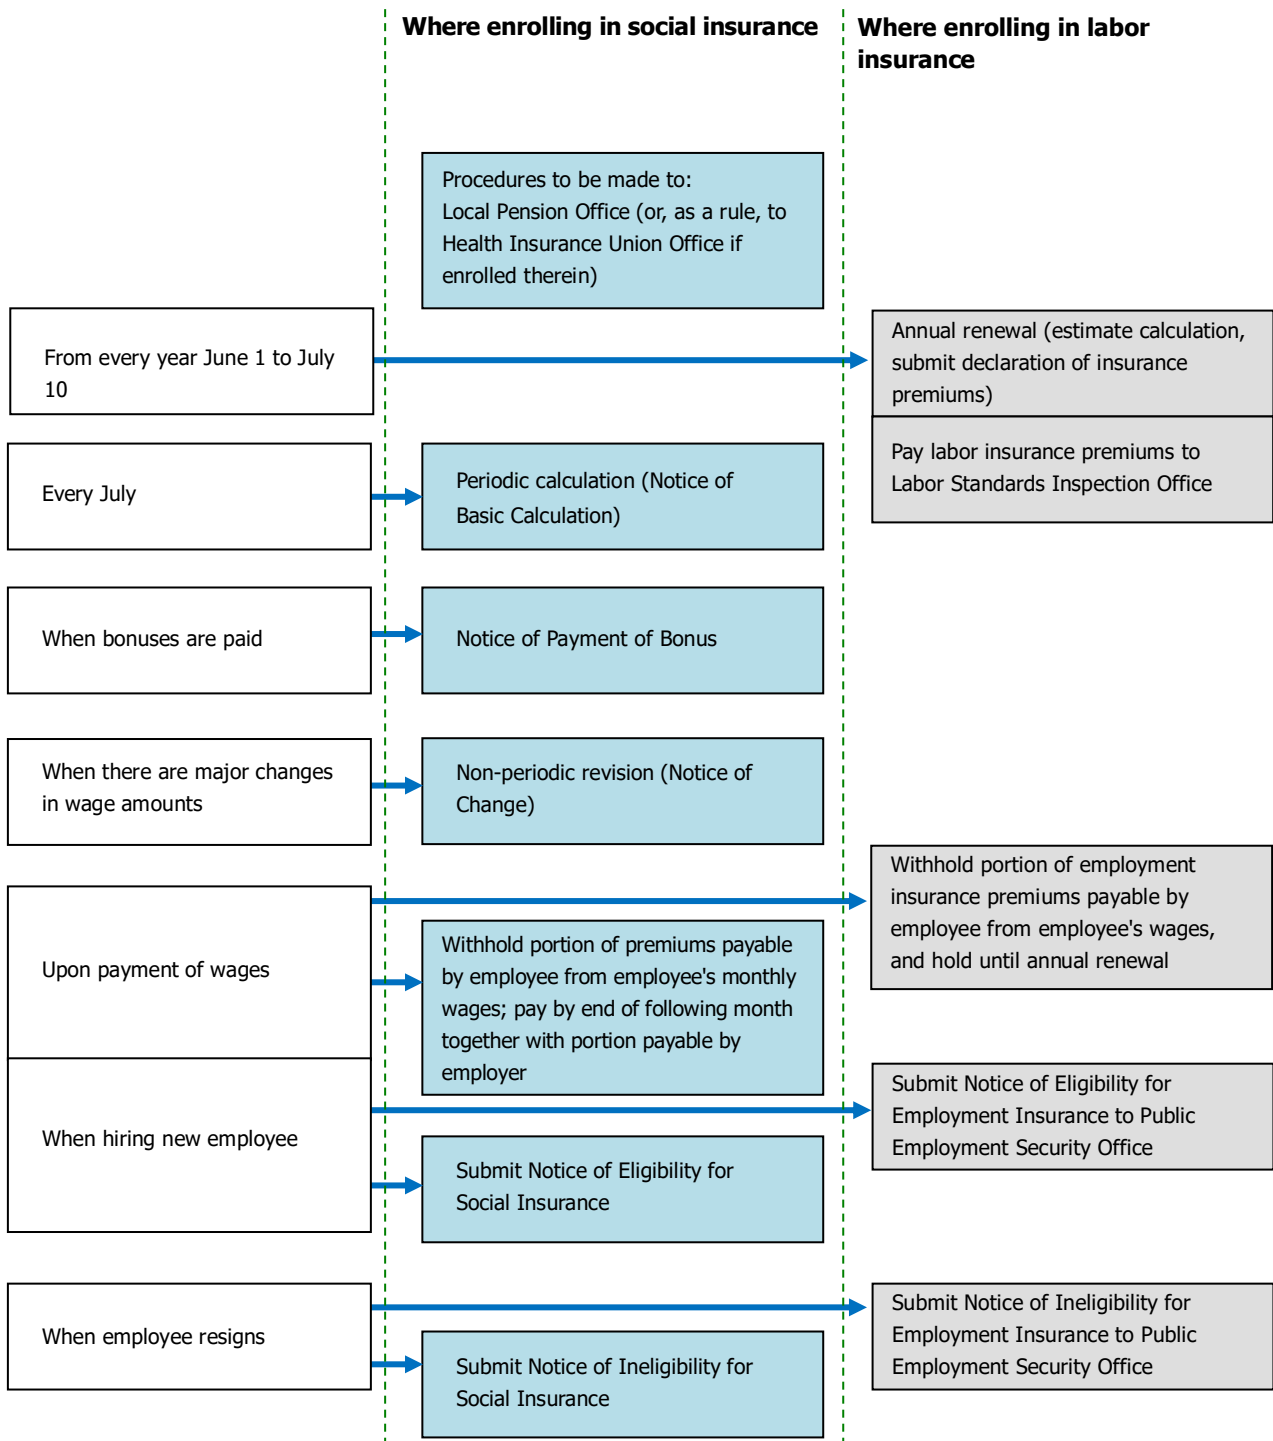 Where enrolling in social insurance
Where enrolling in labor
insurance
Procedures to be made to:
Local Pension Office (or, as a rule, to
Health Insurance Union Office if
enrolled therein)
From every year June 1 to July
10
Annual renewal (estimate calculation,
submit declaration of insurance
premiums)
Pay labor insurance premiums to
Labor Standards Inspection Office
Every July
Periodic calculation (Notice of
Basic Calculation)
When bonuses are paid
Notice of Payment of Bonus
When there are major changes
in wage amounts
Non-periodic revision (Notice of
Change)
Upon payment of wages
Withhold portion of premiums payable
by employee from employee's monthly
wages; pay by end of following month
together with portion payable by
employer
Withhold portion of employment
insurance premiums payable by
employee from employee's wages,
and hold until annual renewal
When hiring new employee
Submit Notice of Eligibility for
Social Insurance
Submit Notice of Eligibility for
Employment Insurance to Public
Employment Security Office
When employee resigns
Submit Notice of Ineligibility for
Social Insurance
Submit Notice of Ineligibility for
Employment Insurance to Public
Employment Security Office